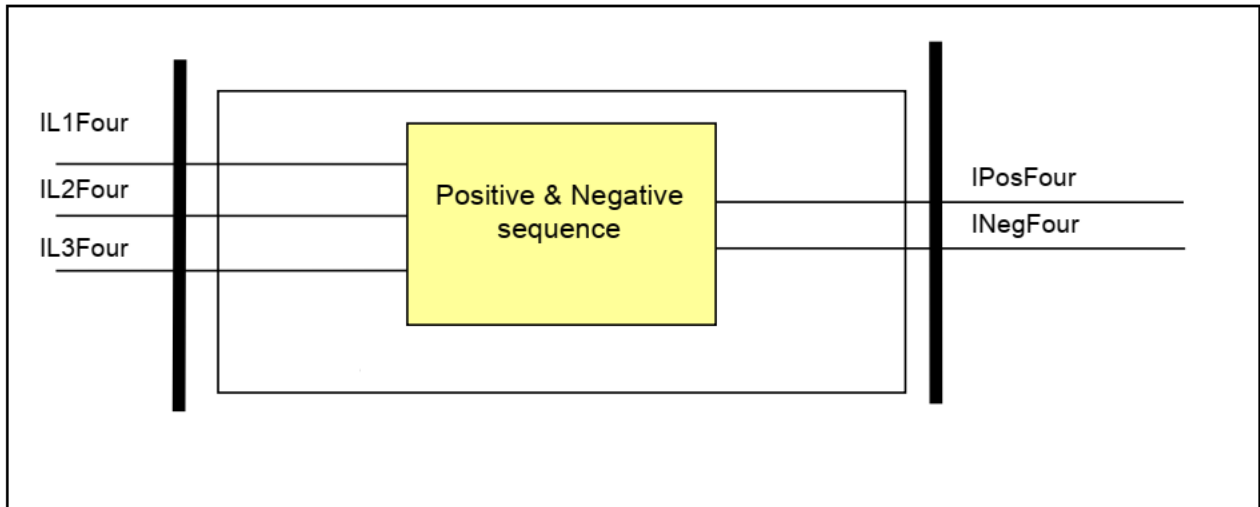 IL1Four
IL2Four
IL3Four
Positive & Negative
sequence
IPosFour
INegFour